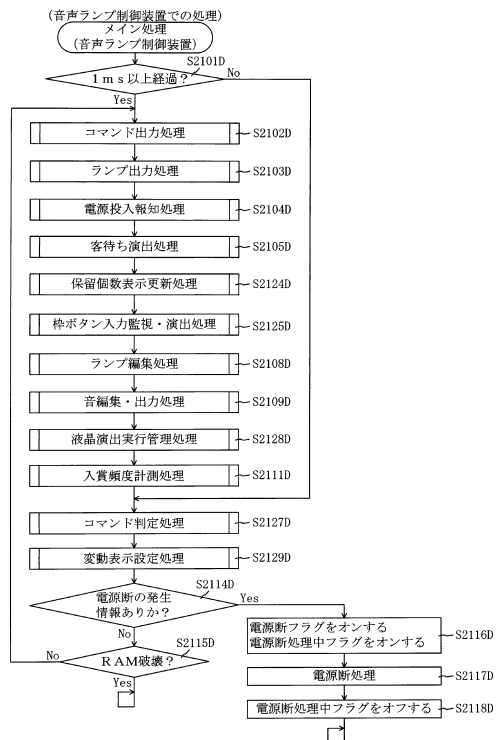 (音声ランプ制御装置での処理)
メイン処理
(音声ランプ制御装置)
S2101D
1ms以上経過?
No
Yes
コマンド出力処理
S2102D
ランプ出力処理
S2103D
電源投入報知処理
S2104D
客待ち演出処理
S2105D
保留個数表示更新処理
S2124D
枠ボタン入力監視・演出処理
S2125D
ランプ編集処理
S2108D
音編集・出力処理
S2109D
液晶演出実行管理処理
S2128D
入賞頻度計測処理
S2111D
コマンド判定処理
S2127D
変動表示設定処理
S2129D
S2114D
電源断の発生
情報ありか?
Yes
No
電源断フラグをオンする
電源断処理中フラグをオンする
S2116D
S2115D
RAM破壊?
No
Yes
電源断処理
S2117D
電源断処理中フラグをオフする
S2118D